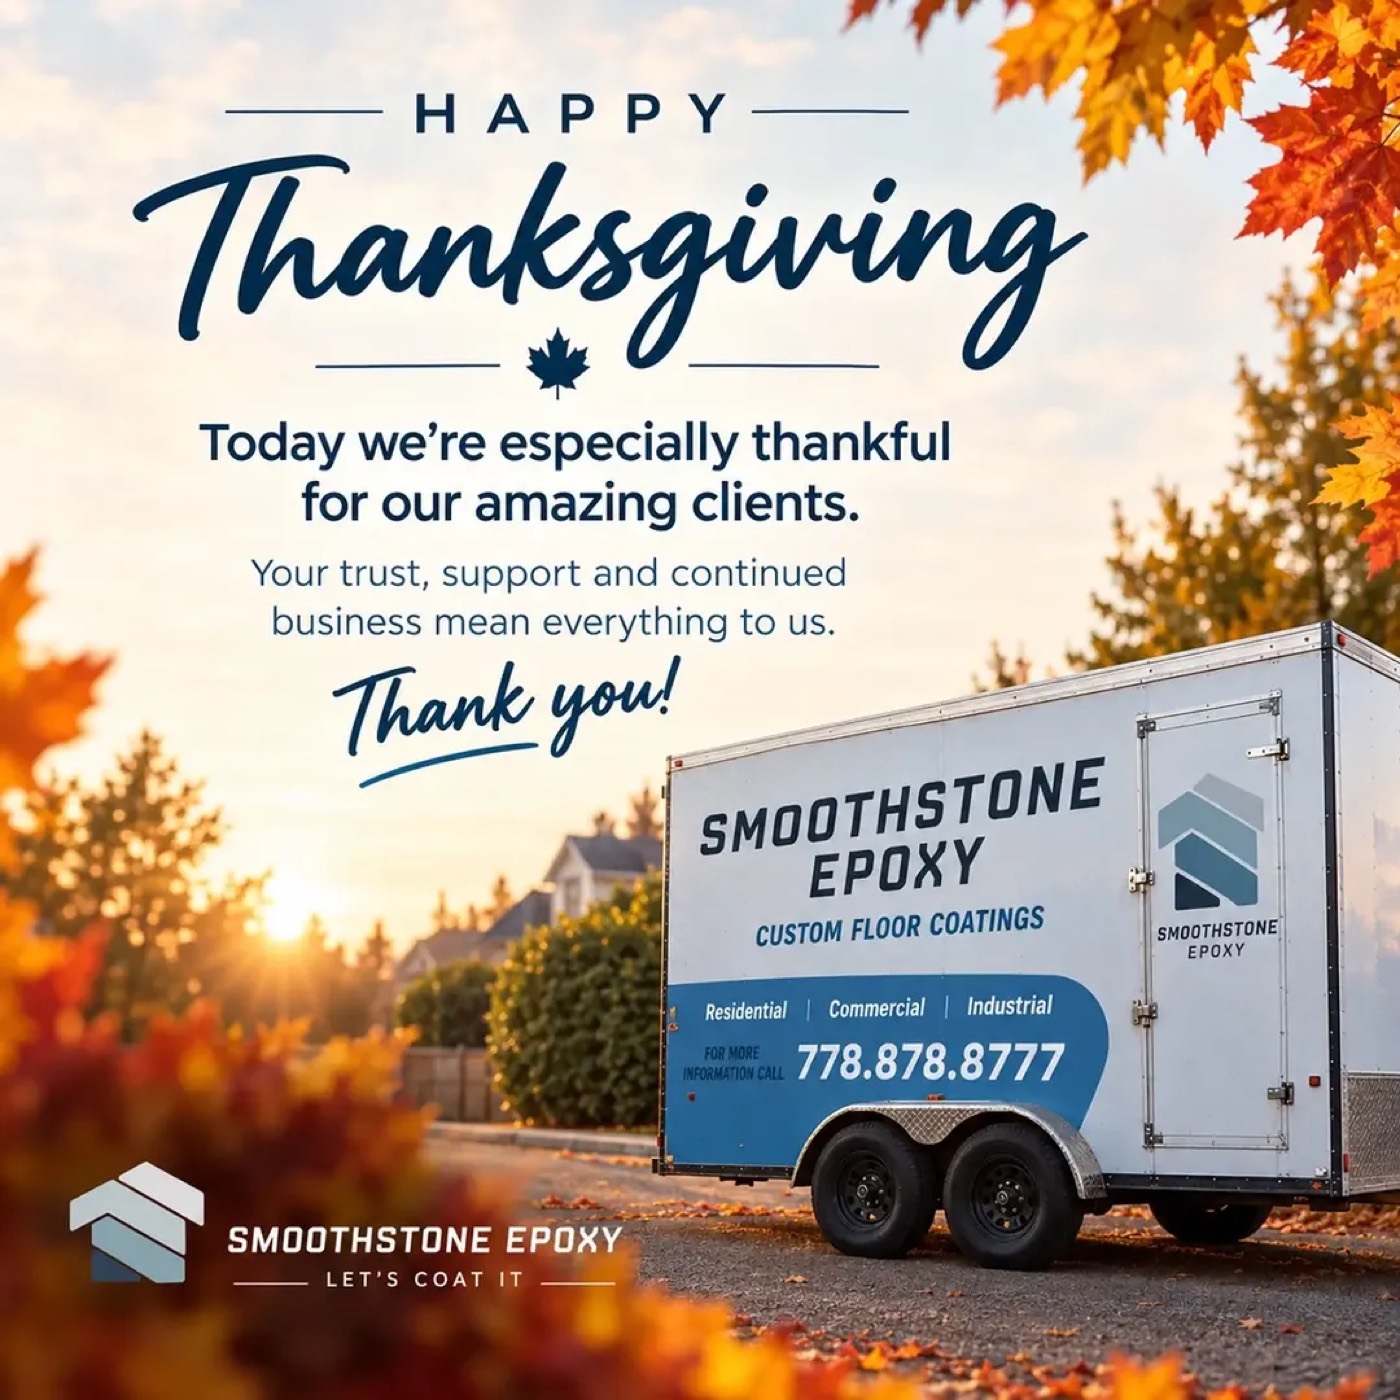 HAPPY
Thanksgiving
Today we're especially thankful
for our amazing clients.
Your trust, support and continued
business mean everything to us.
Thank you!
SMOOTHSTONE
EPOXY
CUSTOM FLOOR COATINGS
Residential | Commercial | Industrial
FOR MORE
INFORMATION CALL
778.878.8777
SMOOTHSTONE
EPOXY
SMOOTHSTONE EPOXY
LET'S COAT IT